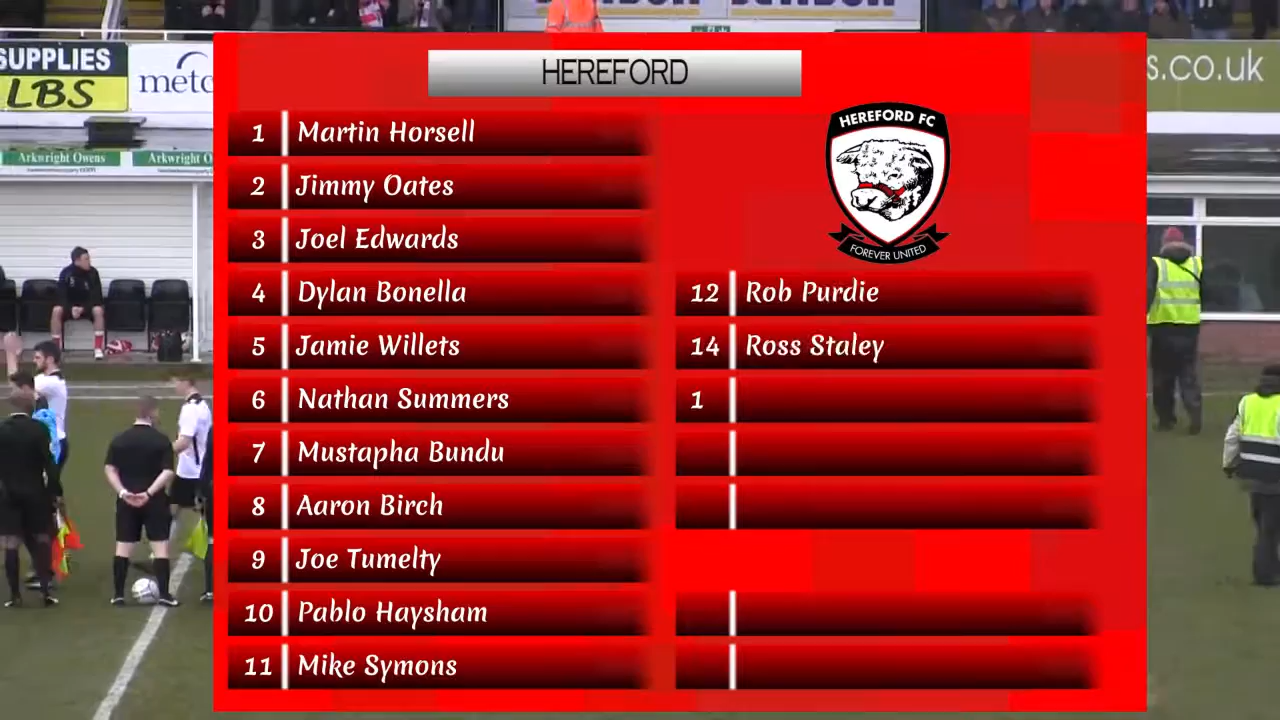 SUPPLIES
LBS
metc
s.co.uk
Arkwright Owens
Arkwright O
HEREFORD
1 Martin Horsell
2 Jimmy Oates
3 Joel Edwards
4 Dylan Bonella
5 Jamie Willets
6 Nathan Summers
7 Mustapha Bundu
8 Aaron Birch
9 Joe Tumelty
10 Pablo Haysham
11 Mike Symons
HEREFORD FC
FOREVER UNITED
12 Rob Purdie
14 Ross Staley
1